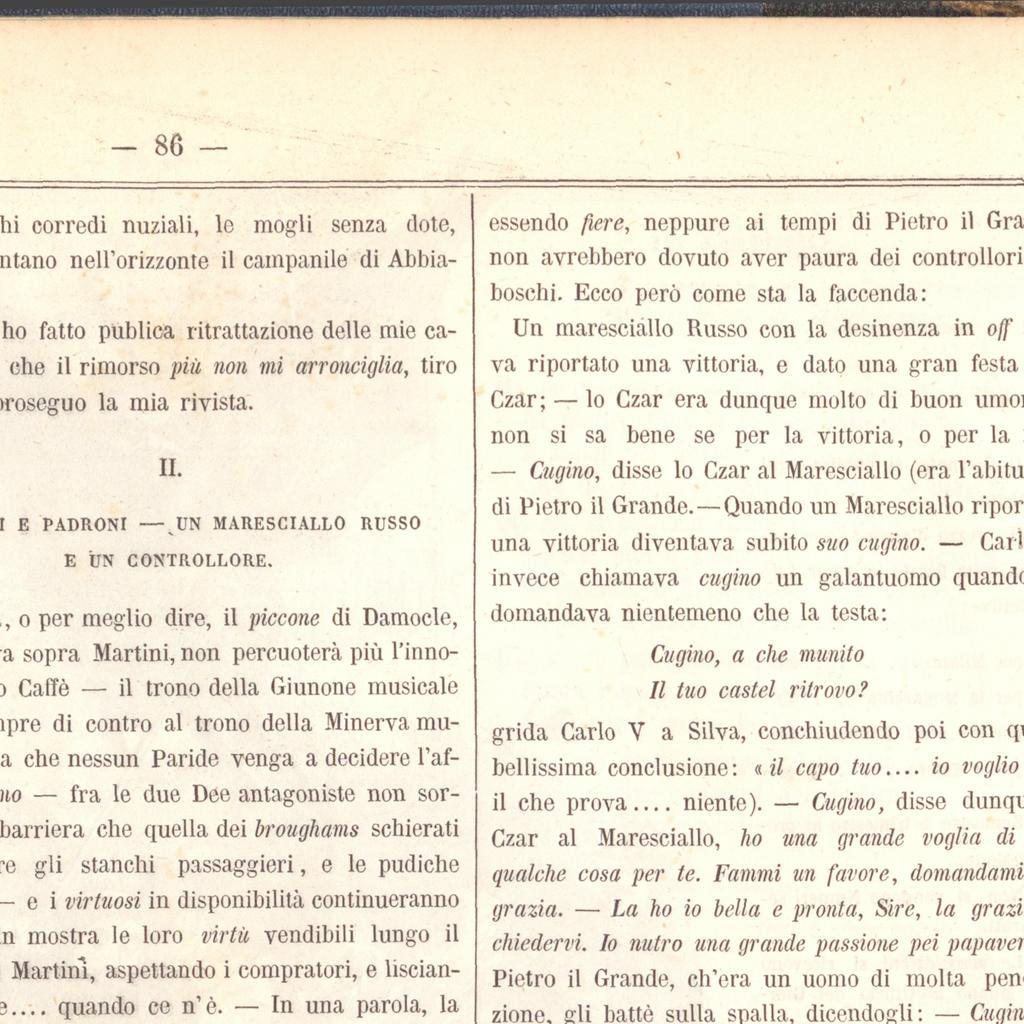 — 86 —
hi corredi nuziali, le mogli senza dote,
ntano nell'orizzonte il campanile di Abbia-
ho fatto publica ritrattazione delle mie ca-
che il rimorso più non mi arronciglia, tiro
proseguo la mia rivista.
II.
I E PADRONI — UN MARESCIALLO RUSSO
E UN CONTROLLORE.
., o per meglio dire, il piccone di Damocle,
va sopra Martini, non percuoterà più l'inno-
o Caffè — il trono della Giunone musicale
mpre di contro al trono della Minerva mu-
a che nessun Paride venga a decidere l'af-
no — fra le due Dee antagoniste non sor-
barriera che quella dei broughams schierati
re gli stanchi passaggieri, e le pudiche
— e i virtuosi in disponibilità continueranno
in mostra le loro virtù vendibili lungo il
Martini, aspettando i compratori, e liscian-
e.... quando ce n'è. — In una parola, la
essendo fiere, neppure ai tempi di Pietro il Gra
non avrebbero dovuto aver paura dei controllori
boschi. Ecco però come sta la faccenda:
Un maresciallo Russo con la desinenza in off
va riportato una vittoria, e dato una gran festa
Czar; — lo Czar era dunque molto di buon umor
non si sa bene se per la vittoria, o per la
— Cugino, disse lo Czar al Maresciallo (era l'abitu
di Pietro il Grande. — Quando un Maresciallo ripor
una vittoria diventava subito suo cugino. — Carl
invece chiamava cugino un galantuomo quando
domandava nientemeno che la testa:
Cugino, a che munito
Il tuo castel ritrovo?
grida Carlo V a Silva, conchiudendo poi con qu
bellissima conclusione: « il capo tuo.... io voglio
il che prova.... niente). — Cugino, disse dunqu
Czar al Maresciallo, ho una grande voglia di
qualche cosa per te. Fammi un favore, domandami
grazia. — La ho io bella e pronta, Sire, la grazi
chiedervi. Io nutro una grande passione pei papaver
Pietro il Grande, ch'era un uomo di molta pene
zione, gli battè sulla spalla, dicendogli: — Cugin